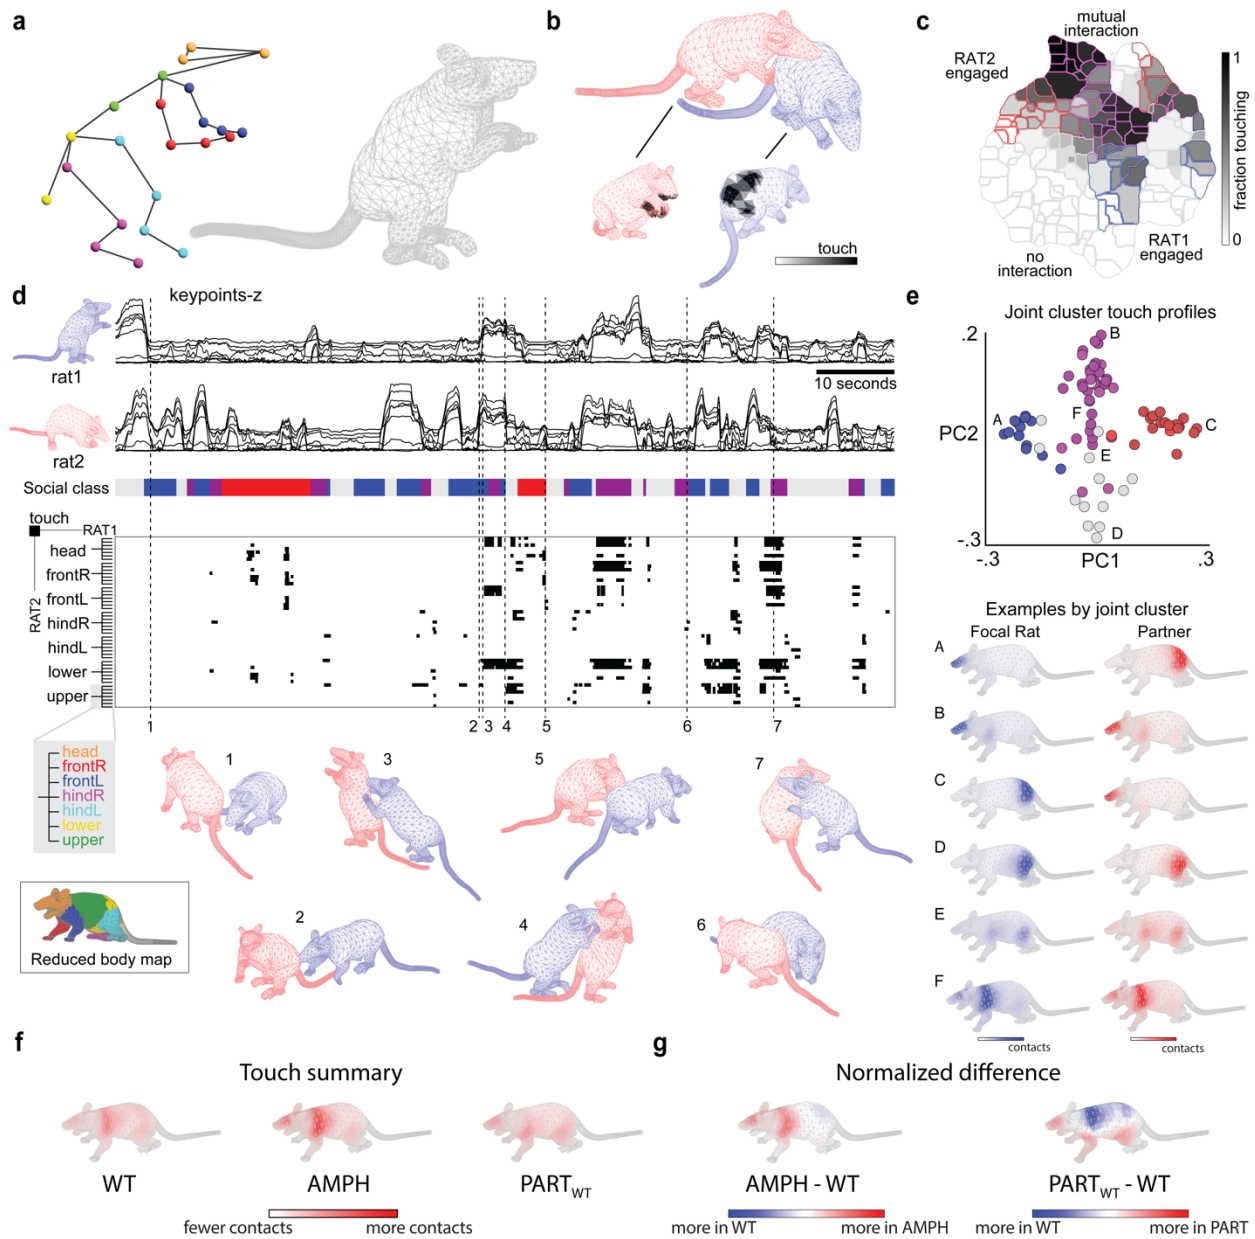 a
b
touch
c
mutual
interaction
RAT2
engaged
no
interaction
RAT1
engaged
1
fraction touching
0
d
keypoints-z
rat1
10 seconds
rat2
Social class
touch
RAT1
RAT2
head
frontR
frontL
hindR
hindL
lower
upper
1
2
3
4
5
6
7
head
frontR
frontL
hindR
hindL
lower
upper
1
3
5
7
2
4
6
Reduced body map
e
Joint cluster touch profiles
.2
PC2
-.3
-.3
PC1
.3
A
B
C
D
E
F
Examples by joint cluster
Focal Rat
Partner
A
B
C
D
E
F
contacts
contacts
f
Touch summary
WT
AMPH
PART_WT
fewer contacts
more contacts
g
Normalized difference
AMPH - WT
PART_WT - WT
more in WT
more in AMPH
more in WT
more in PART